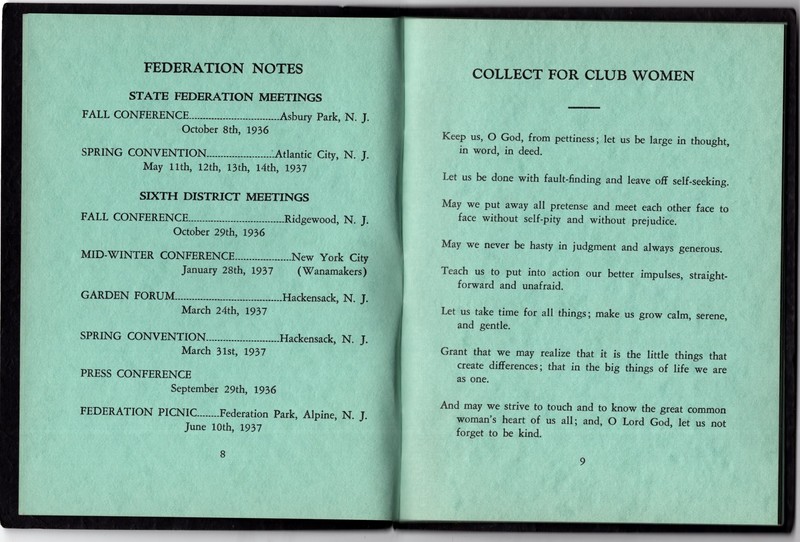 FEDERATION NOTES
STATE FEDERATION MEETINGS
FALL CONFERENCE..............................Asbury Park, N. J.
October 8th, 1936
SPRING CONVENTION......................Atlantic City, N. J.
May 11th, 12th, 13th, 14th, 1937
SIXTH DISTRICT MEETINGS
FALL CONFERENCE................................Ridgewood, N. J.
October 29th, 1936
MID-WINTER CONFERENCE...................New York City
January 28th, 1937 (Wanamakers)
GARDEN FORUM....................................Hackensack, N. J.
March 24th, 1937
SPRING CONVENTION.........................Hackensack, N. J.
March 31st, 1937
PRESS CONFERENCE
September 29th, 1936
FEDERATION PICNIC........Federation Park, Alpine, N. J.
June 10th, 1937
8
COLLECT FOR CLUB WOMEN
Keep us, O God, from pettiness; let us be large in thought,
in word, in deed.
Let us be done with fault-finding and leave off self-seeking.
May we put away all pretense and meet each other face to
face without self-pity and without prejudice.
May we never be hasty in judgment and always generous.
Teach us to put into action our better impulses, straight-
forward and unafraid.
Let us take time for all things; make us grow calm, serene,
and gentle.
Grant that we may realize that it is the little things that
create differences; that in the big things of life we are
as one.
And may we strive to touch and to know the great common
woman's heart of us all; and, O Lord God, let us not
forget to be kind.
9